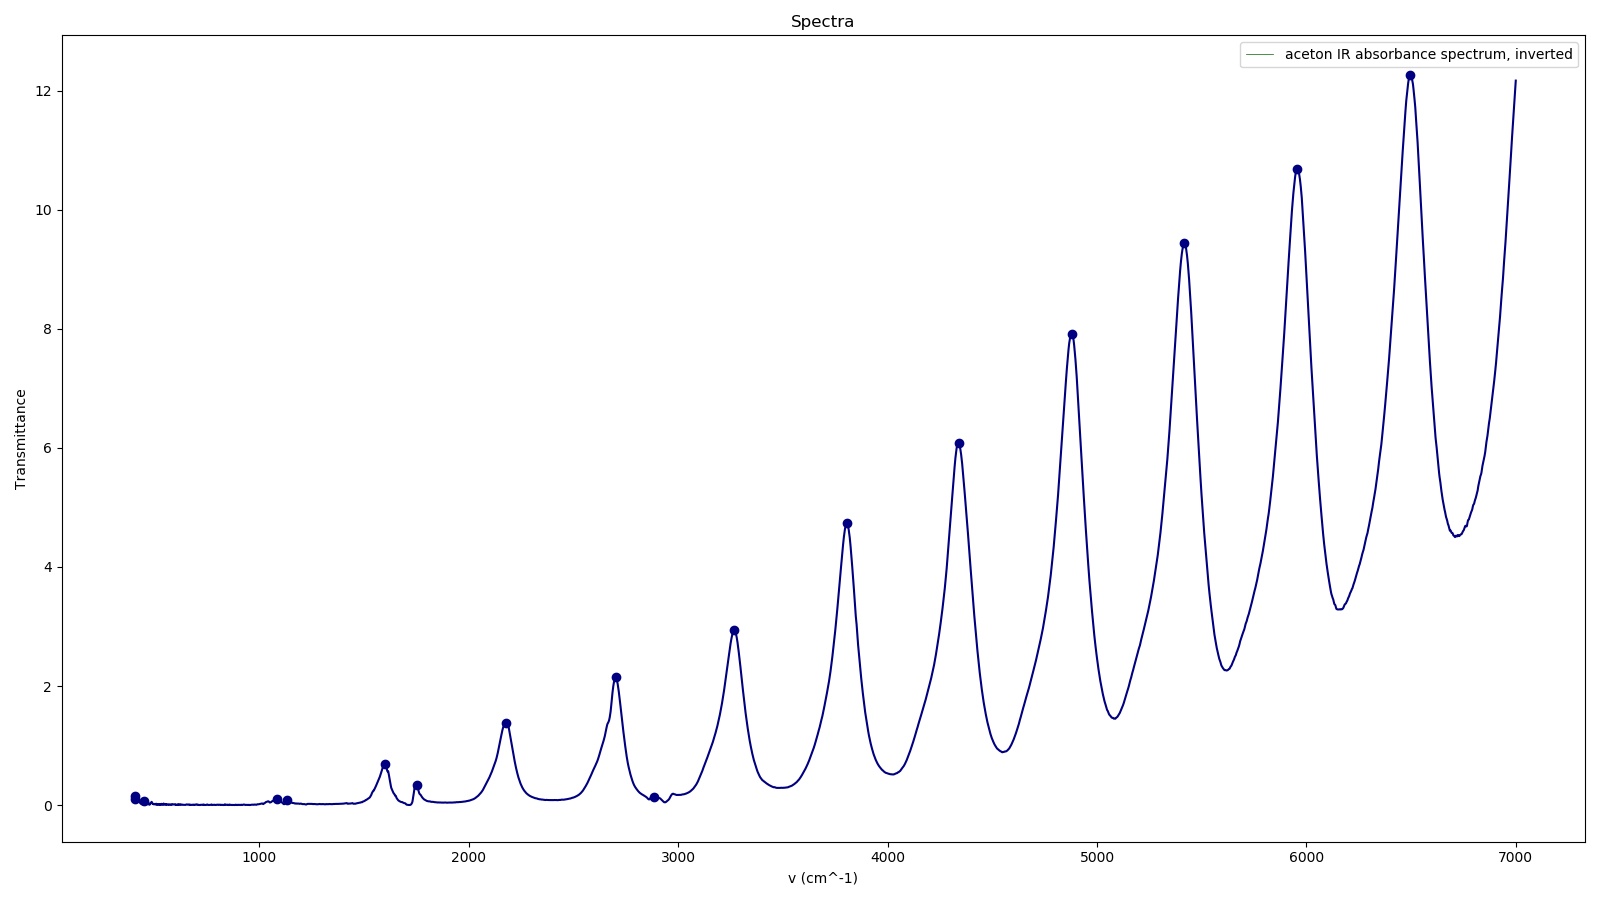 Spectra
aceton IR absorbance spectrum, inverted
Transmittance
12
10
8
6
4
2
0
1000 2000 3000 4000 5000 6000 7000
v (cm^-1)